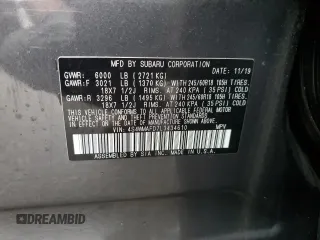 MFD BY SUBARU CORPORATION
GVWR: 6000 LB (2721KG) DATE: 11/19
GAWR:F 3021 LB (1370KG) WITH 245/60R18 105H TIRES,
18X7 1/2J RIMS, AT 240 KPA ( 35 PSI) COLD
GAWR:R 3296 LB (1495KG) WITH 245/60R18 105H TIRES,
18X7 1/2J RIMS, AT 240 KPA ( 35 PSI) COLD
THIS VEHICLE CONFORMS TO ALL APPLICABLE
FEDERAL MOTOR VEHICLE SAFETY, BUMPER,
AND THEFT PREVENTION STANDARDS IN EFFECT
ON THE DATE OF MANUFACTURE SHOWN ABOVE.
V.I.N.: 4S4WMAPD7L3434610 MPV
ASSEMBLED BY SIA INC. MADE IN U.S.A.
DREAMBID